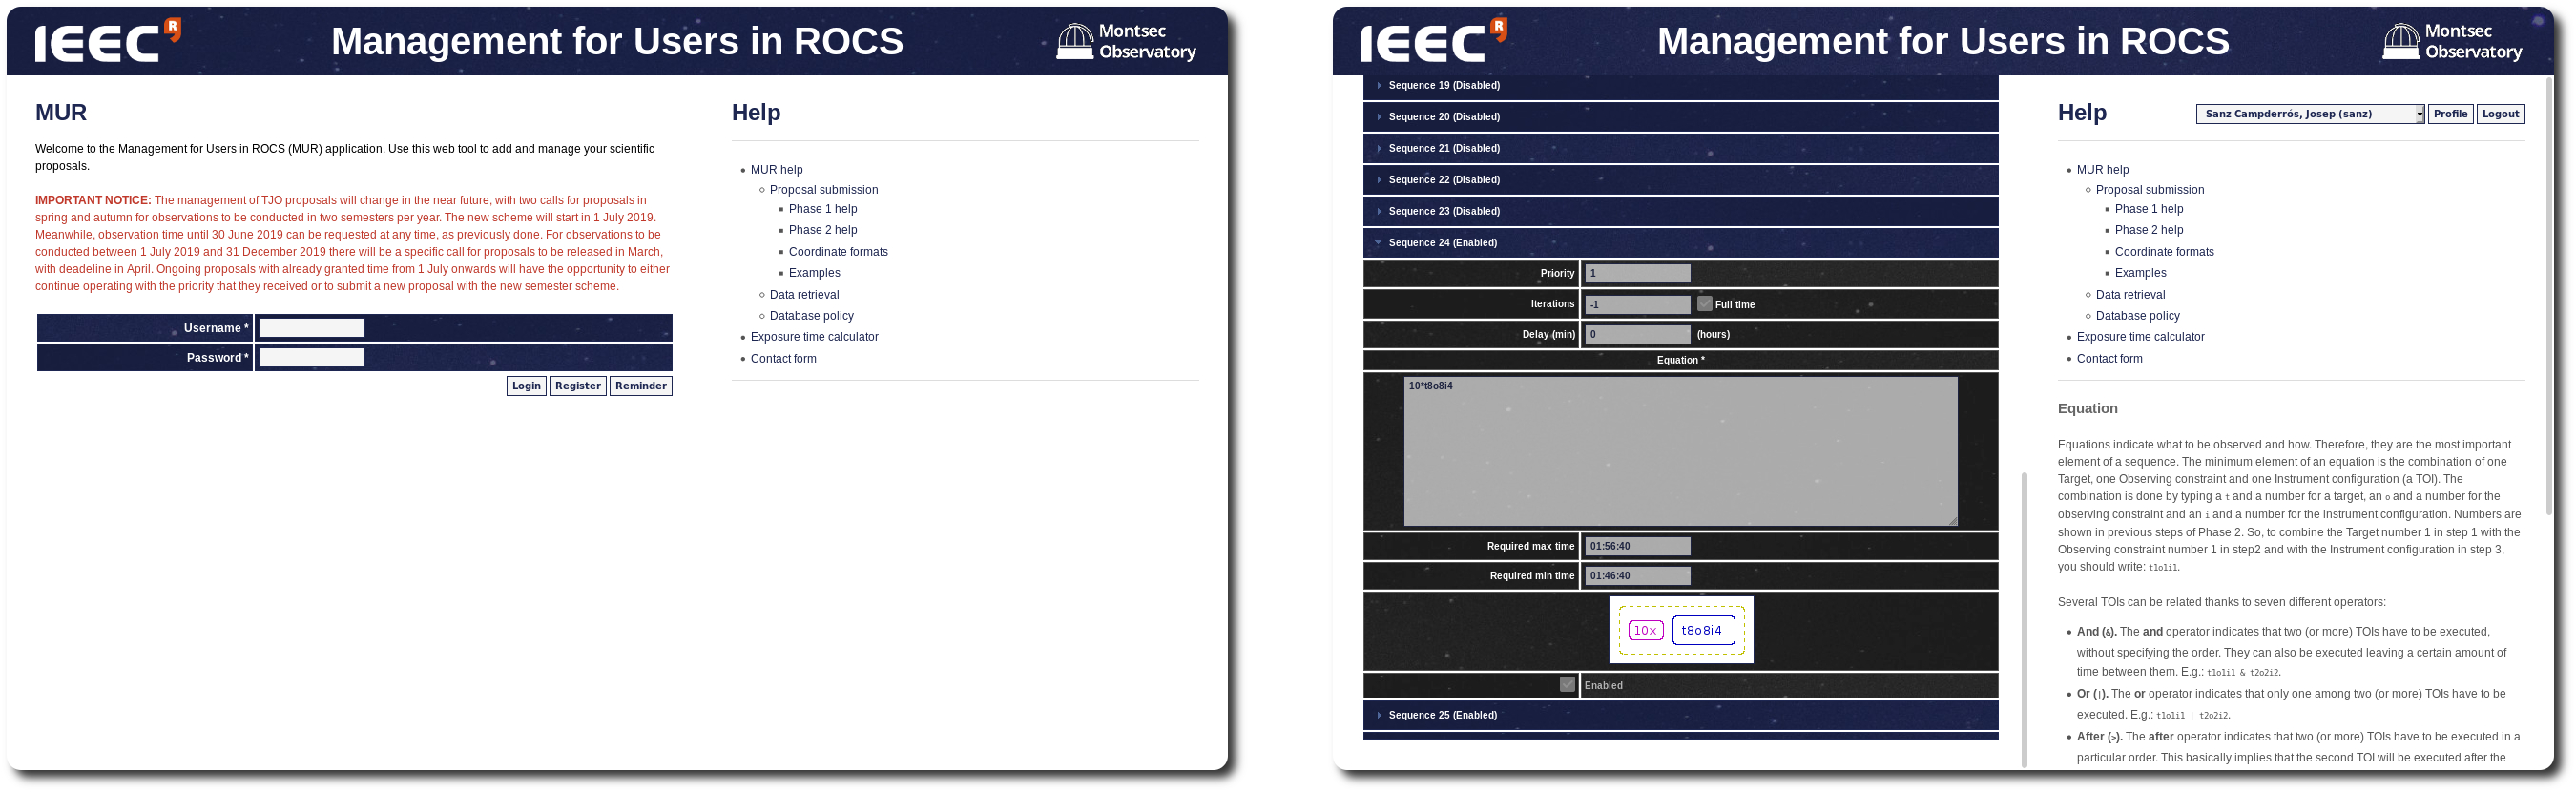 IEEC R
Management for Users in ROCS
Montsec
Observatory
MUR
Welcome to the Management for Users in ROCS (MUR) application. Use this web tool to add and manage your scientific
proposals.
IMPORTANT NOTICE: The management of TJO proposals will change in the near future, with two calls for proposals in
spring and autumn for observations to be conducted in two semesters per year. The new scheme will start in 1 July 2019.
Meanwhile, observation time until 30 June 2019 can be requested at any time, as previously done. For observations to be
conducted between 1 July 2019 and 31 December 2019 there will be a specific call for proposals to be released in March,
with deadeline in April. Ongoing proposals with already granted time from 1 July onwards will have the opportunity to either
continue operating with the priority that they received or to submit a new proposal with the new semester scheme.
Username *
Password *
Login Register Reminder
Help
MUR help
Proposal submission
Phase 1 help
Phase 2 help
Coordinate formats
Examples
Data retrieval
Database policy
Exposure time calculator
Contact form
IEEC R
Management for Users in ROCS
Montsec
Observatory
Sequence 19 (Disabled)
Sequence 20 (Disabled)
Sequence 21 (Disabled)
Sequence 22 (Disabled)
Sequence 23 (Disabled)
Sequence 24 (Enabled)
Priority 1
Iterations -1 Full time
Delay (min) 0 (hours)
Equation *
10*t8o8i4
Required max time 01:56:40
Required min time 01:46:40
10× t8o8i4
Enabled
Sequence 25 (Enabled)
Help
Sanz Campderrós, Josep (sanz) Profile Logout
MUR help
Proposal submission
Phase 1 help
Phase 2 help
Coordinate formats
Examples
Data retrieval
Database policy
Exposure time calculator
Contact form
Equation
Equations indicate what to be observed and how. Therefore, they are the most important
element of a sequence. The minimum element of an equation is the combination of one
Target, one Observing constraint and one Instrument configuration (a TOI). The
combination is done by typing a t and a number for a target, an o and a number for the
observing constraint and an i and a number for the instrument configuration. Numbers are
shown in previous steps of Phase 2. So, to combine the Target number 1 in step 1 with the
Observing constraint number 1 in step2 and with the Instrument configuration in step 3,
you should write: t1o1i1.
Several TOIs can be related thanks to seven different operators:
And (&). The and operator indicates that two (or more) TOIs have to be executed,
without specifying the order. They can also be executed leaving a certain amount of
time between them. E.g.: t1o1i1 & t2o2i2.
Or (|). The or operator indicates that only one among two (or more) TOIs have to be
executed. E.g.: t1o1i1 | t2o2i2.
After (>). The after operator indicates that two (or more) TOIs have to be executed in a
particular order. This basically implies that the second TOI will be executed after the